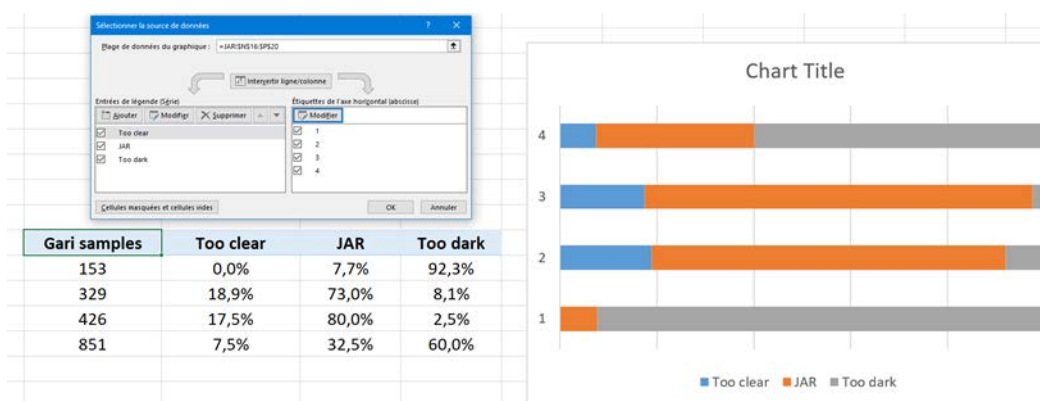 Sélectionner la source de données ? ×
Plage de données du graphique : =JAR!$N$16:$P$20
Intervertir ligne/colonne
Entrées de légende (Série)
Ajouter Modifier Supprimer
Too clear
JAR
Too dark
Étiquettes de l'axe horizontal (abscisse)
Modifier
1
2
3
4
Cellules masquées et cellules vides OK Annuler
Gari samples Too clear JAR Too dark
153 0,0% 7,7% 92,3%
329 18,9% 73,0% 8,1%
426 17,5% 80,0% 2,5%
851 7,5% 32,5% 60,0%
Chart Title
4
3
2
1
Too clear JAR Too dark